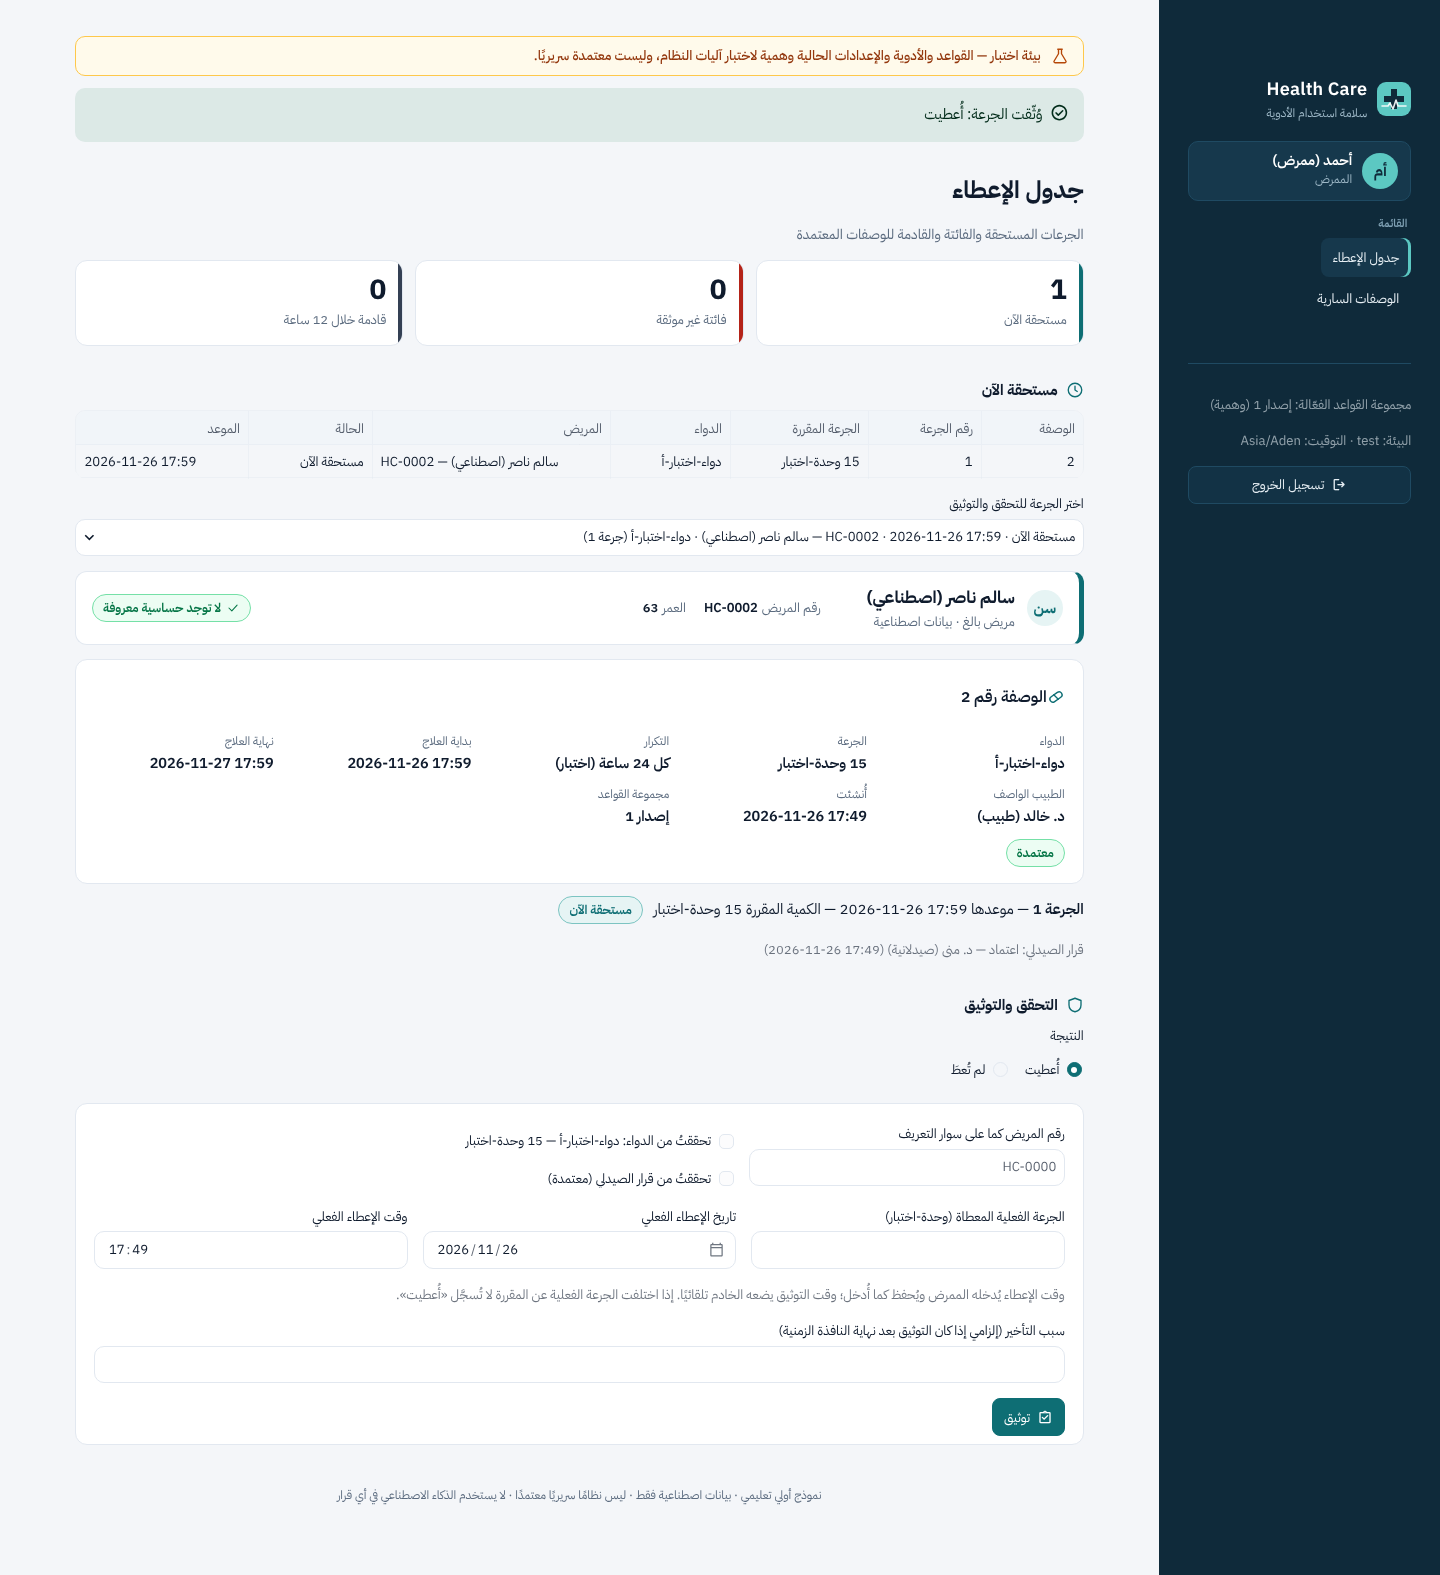 Health Care
سلامة استخدام الأدوية
أم
أحمد (ممرض)
الممرض
القائمة
جدول الإعطاء
الوصفات السارية
مجموعة القواعد الفعّالة: إصدار 1 (وهمية)
البيئة: test · التوقيت: Asia/Aden
تسجيل الخروج
بيئة اختبار — القواعد والأدوية والإعدادات الحالية وهمية لاختبار آليات النظام، وليست معتمدة سريريًا.
وُثّقت الجرعة: أُعطيت
جدول الإعطاء
الجرعات المستحقة والفائتة والقادمة للوصفات المعتمدة
1
مستحقة الآن
0
فائتة غير موثقة
0
قادمة خلال 12 ساعة
مستحقة الآن
الوصفة رقم الجرعة الجرعة المقررة الدواء المريض الحالة الموعد
2 1 15 وحدة-اختبار دواء-اختبار-أ سالم ناصر (اصطناعي) — HC-0002 مستحقة الآن 2026-11-26 17:59
اختر الجرعة للتحقق والتوثيق
مستحقة الآن · 2026-11-26 17:59 · HC-0002 — سالم ناصر (اصطناعي) · دواء-اختبار-أ (جرعة 1)
سن
سالم ناصر (اصطناعي)
مريض بالغ · بيانات اصطناعية
رقم المريض HC-0002 العمر 63
لا توجد حساسية معروفة
الوصفة رقم 2
الدواء الجرعة التكرار بداية العلاج نهاية العلاج
دواء-اختبار-أ 15 وحدة-اختبار كل 24 ساعة (اختبار) 2026-11-26 17:59 2026-11-27 17:59
الطبيب الواصف أُنشئت مجموعة القواعد
د. خالد (طبيب) 2026-11-26 17:49 إصدار 1
معتمدة
الجرعة 1 — موعدها 2026-11-26 17:59 — الكمية المقررة 15 وحدة-اختبار مستحقة الآن
قرار الصيدلي: اعتماد — د. منى (صيدلانية) (2026-11-26 17:49)
التحقق والتوثيق
النتيجة
أُعطيت لم تُعطَ
رقم المريض كما على سوار التعريف
HC-0000
تحققتُ من الدواء: دواء-اختبار-أ — 15 وحدة-اختبار
تحققتُ من قرار الصيدلي (معتمدة)
الجرعة الفعلية المعطاة (وحدة-اختبار) تاريخ الإعطاء الفعلي وقت الإعطاء الفعلي
2026/11/26 17:49
وقت الإعطاء يُدخله الممرض ويُحفظ كما أُدخل؛ وقت التوثيق يضعه الخادم تلقائيًا. إذا اختلفت الجرعة الفعلية عن المقررة لا تُسجَّل «أُعطيت».
سبب التأخير (إلزامي إذا كان التوثيق بعد نهاية النافذة الزمنية)
توثيق
نموذج أولي تعليمي · بيانات اصطناعية فقط · ليس نظامًا سريريًا معتمدًا · لا يستخدم الذكاء الاصطناعي في أي قرار